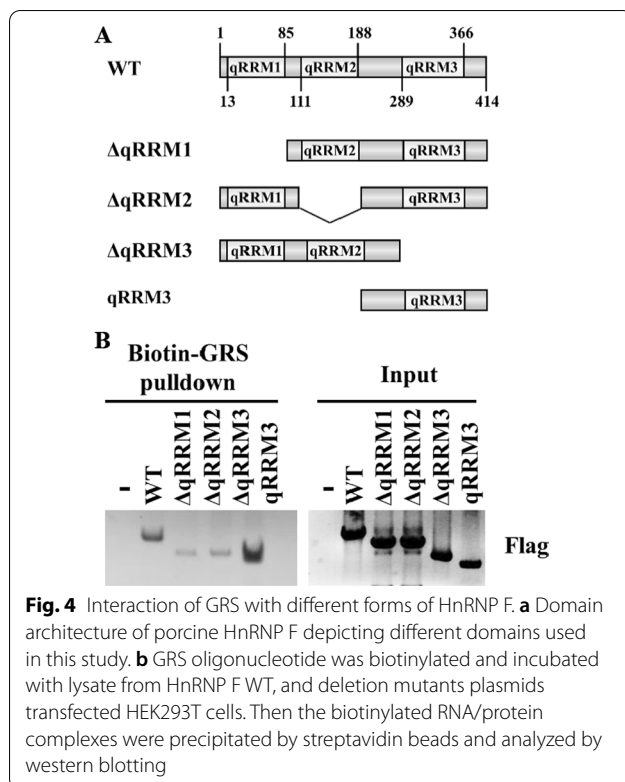 A
1 85 188 366
WT
qRRM1 qRRM2 qRRM3
13 111 289 414
ΔqRRM1
qRRM2 qRRM3
ΔqRRM2
qRRM1 qRRM3
ΔqRRM3
qRRM1 qRRM2
qRRM3
qRRM3
B
Biotin-GRS
pulldown
Input
- WT ΔqRRM1 ΔqRRM2 ΔqRRM3 qRRM3
- WT ΔqRRM1 ΔqRRM2 ΔqRRM3 qRRM3
Flag
Fig. 4 Interaction of GRS with different forms of HnRNP F. a Domain
architecture of porcine HnRNP F depicting different domains used
in this study. b GRS oligonucleotide was biotinylated and incubated
with lysate from HnRNP F WT, and deletion mutants plasmids
transfected HEK293T cells. Then the biotinylated RNA/protein
complexes were precipitated by streptavidin beads and analyzed by
western blotting